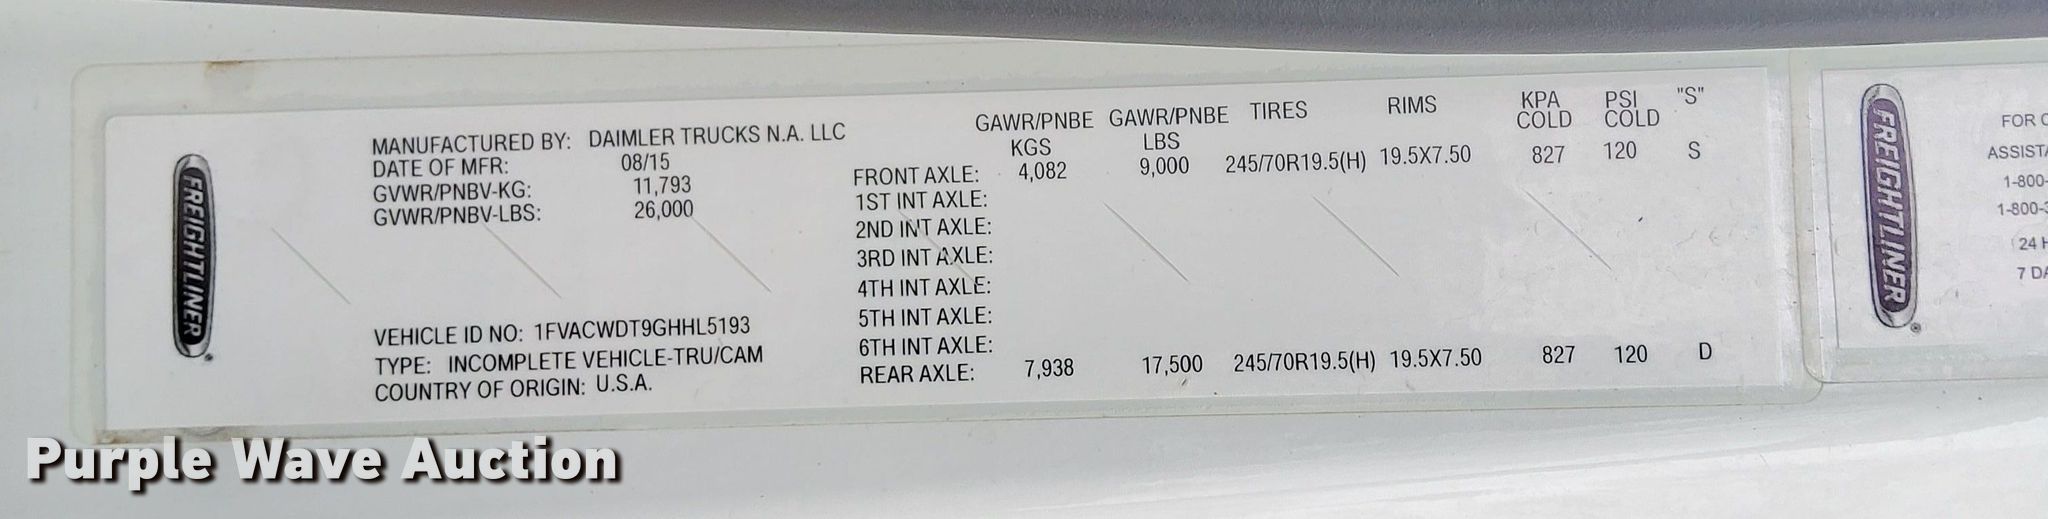 FREIGHTLINER
MANUFACTURED BY: DAIMLER TRUCKS N.A. LLC
DATE OF MFR: 08/15
GVWR/PNBV-KG: 11,793
GVWR/PNBV-LBS: 26,000
VEHICLE ID NO: 1FVACWDT9GHHL5193
TYPE: INCOMPLETE VEHICLE-TRU/CAM
COUNTRY OF ORIGIN: U.S.A.
GAWR/PNBE KGS GAWR/PNBE LBS TIRES RIMS KPA COLD PSI COLD "S"
FRONT AXLE: 4,082 9,000 245/70R19.5(H) 19.5X7.50 827 120 S
1ST INT AXLE:
2ND INT AXLE:
3RD INT AXLE:
4TH INT AXLE:
5TH INT AXLE:
6TH INT AXLE:
REAR AXLE: 7,938 17,500 245/70R19.5(H) 19.5X7.50 827 120 D
FREIGHTLINER
FOR
1-800-
1-800-
24
7
Purple Wave Auction